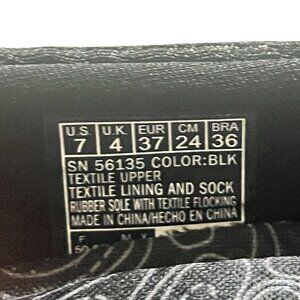 U.S. U.K. EUR CM BRA
7 4 37 24 36
SN 56135 COLOR:BLK
TEXTILE UPPER
TEXTILE LINING AND SOCK
RUBBER SOLE WITH TEXTILE FLOCKING
MADE IN CHINA/HECHO EN CHINA